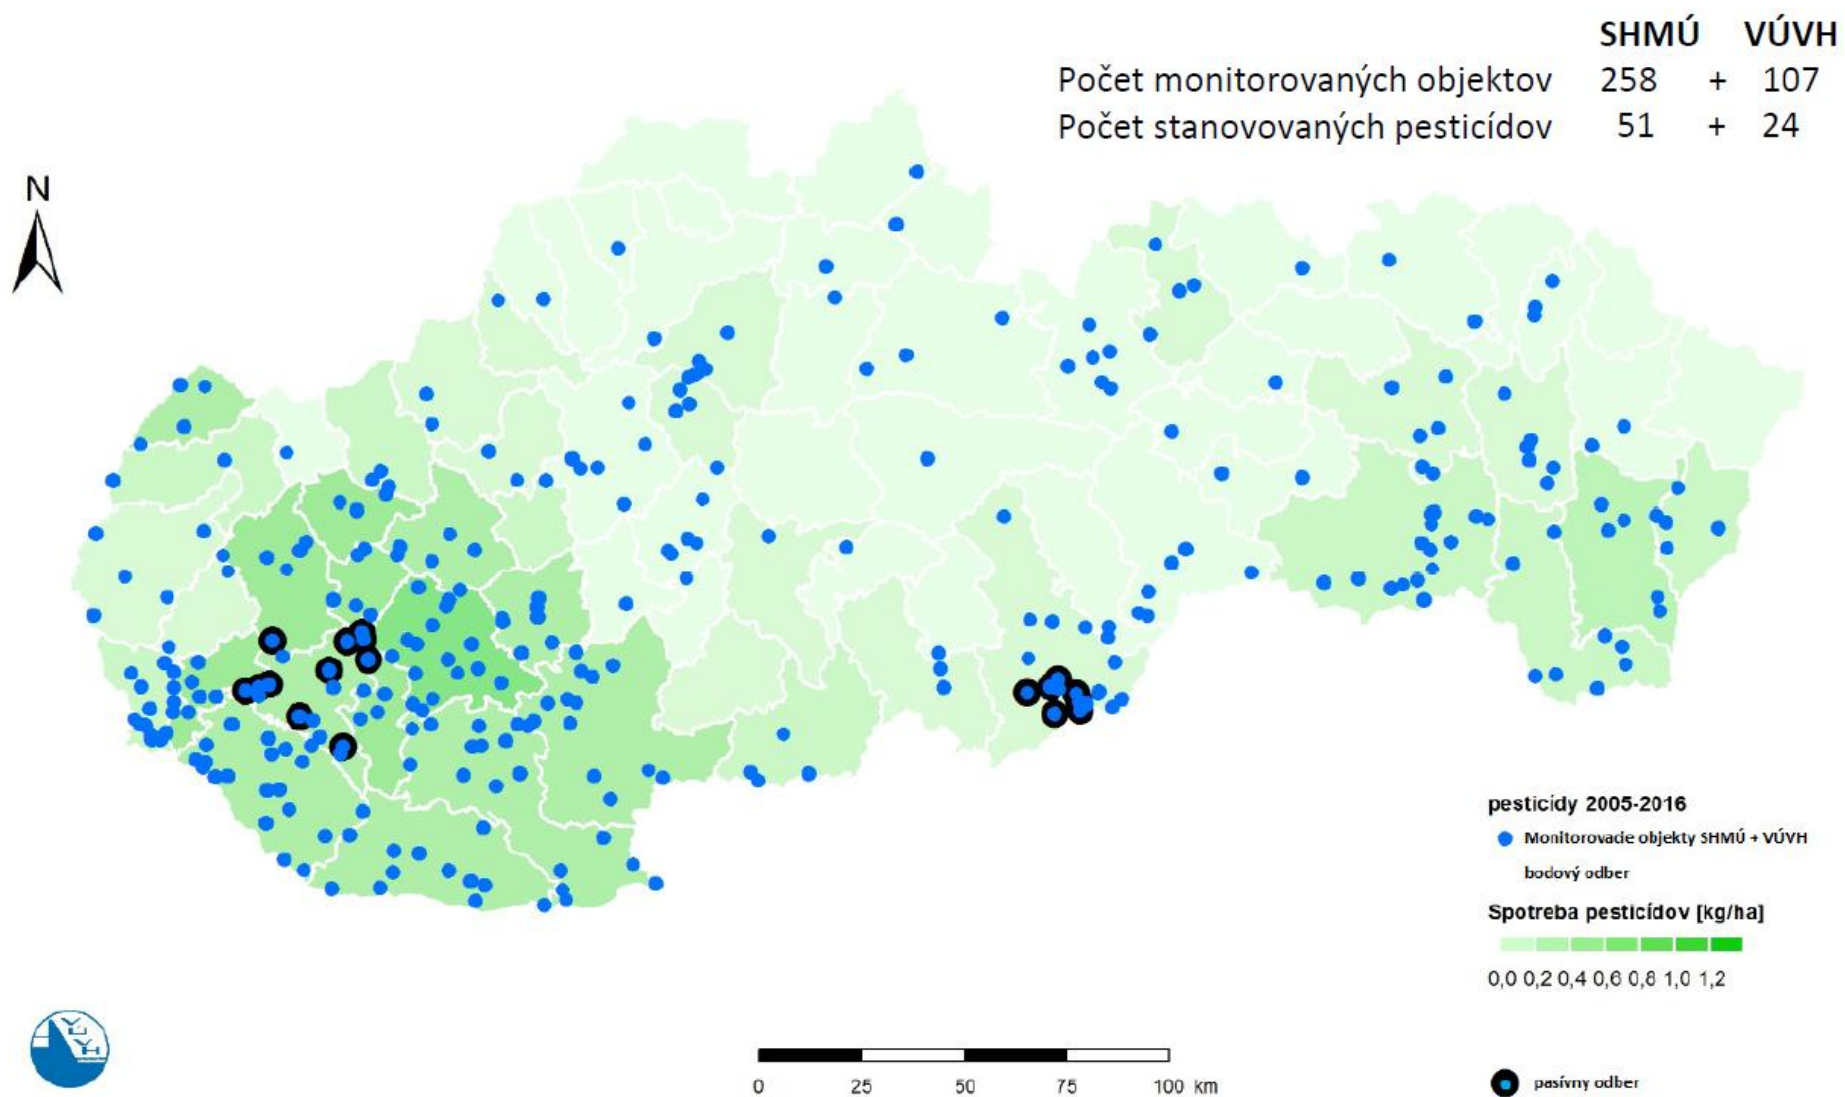 SHMÚ VÚVH
Počet monitorovaných objektov 258 + 107
Počet stanovovaných pesticídov 51 + 24
N
pesticídy 2005-2016
Monitorovacie objekty SHMÚ + VÚVH
bodový odber
Spotreba pesticídov [kg/ha]
0,0 0,2 0,4 0,6 0,8 1,0 1,2
0 25 50 75 100 km
pasívny odber